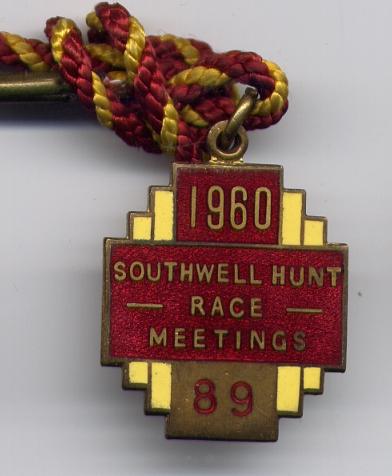 1960
SOUTHWELL HUNT
— RACE —
MEETINGS
89